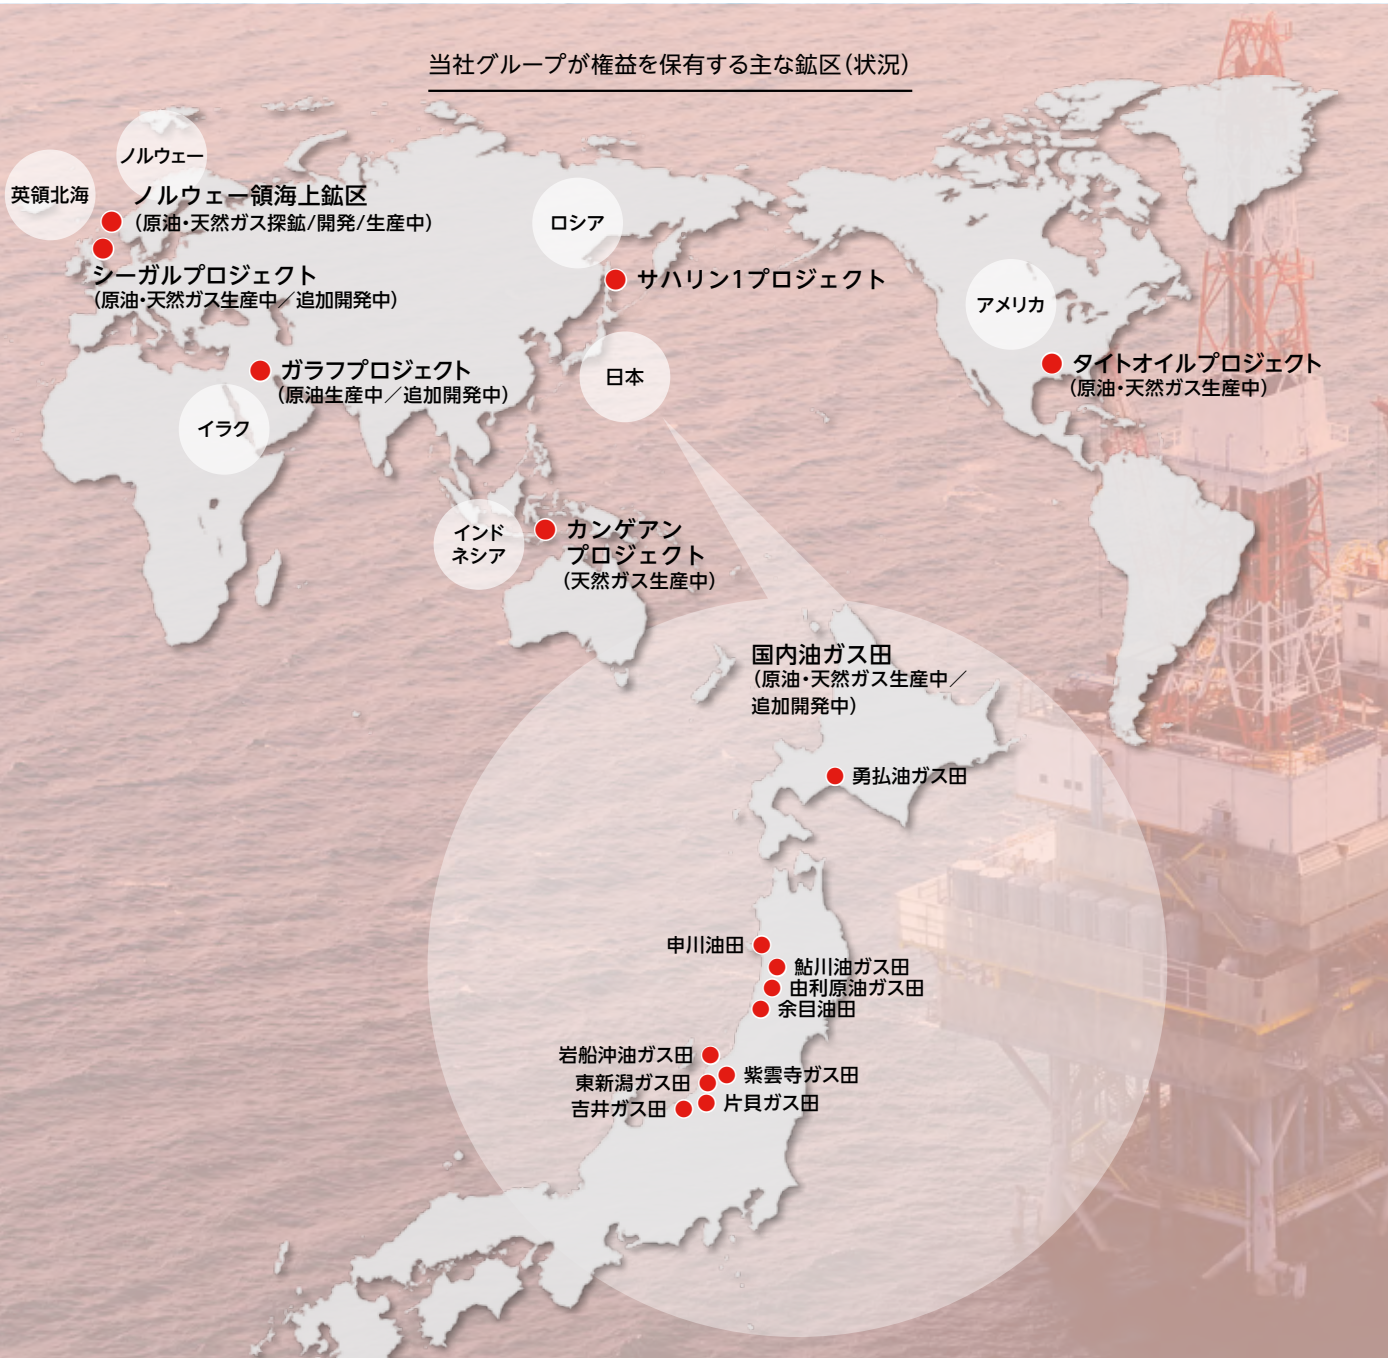 当社グループが権益を保有する主な鉱区（状況）
ノルウェー
英領北海
ノルウェー領海上鉱区
（原油・天然ガス探鉱/開発/生産中）
シーガルプロジェクト
（原油・天然ガス生産中／追加開発中）
ロシア
サハリン1プロジェクト
アメリカ
タイトオイルプロジェクト
（原油・天然ガス生産中）
ガラフプロジェクト
（原油生産中／追加開発中）
イラク
日本
インド
ネシア
カンゲアン
プロジェクト
（天然ガス生産中）
国内油ガス田
（原油・天然ガス生産中／
追加開発中）
勇払油ガス田
申川油田
鮎川油ガス田
由利原油ガス田
余目油田
岩船沖油ガス田
紫雲寺ガス田
東新潟ガス田
片貝ガス田
吉井ガス田